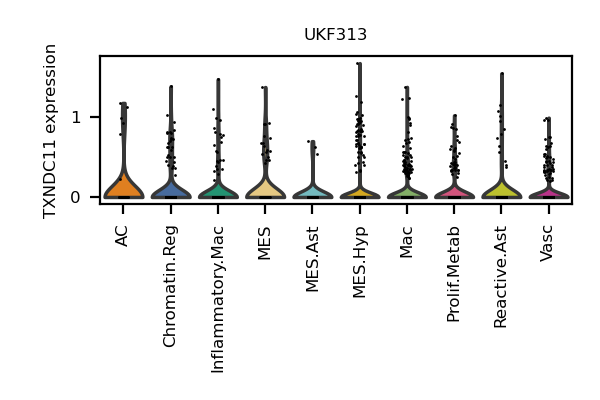 UKF313
TXNDC11 expression
1
0
AC
Chromatin.Reg
Inflammatory.Mac
MES
MES.Ast
MES.Hyp
Mac
Prolif.Metab
Reactive.Ast
Vasc